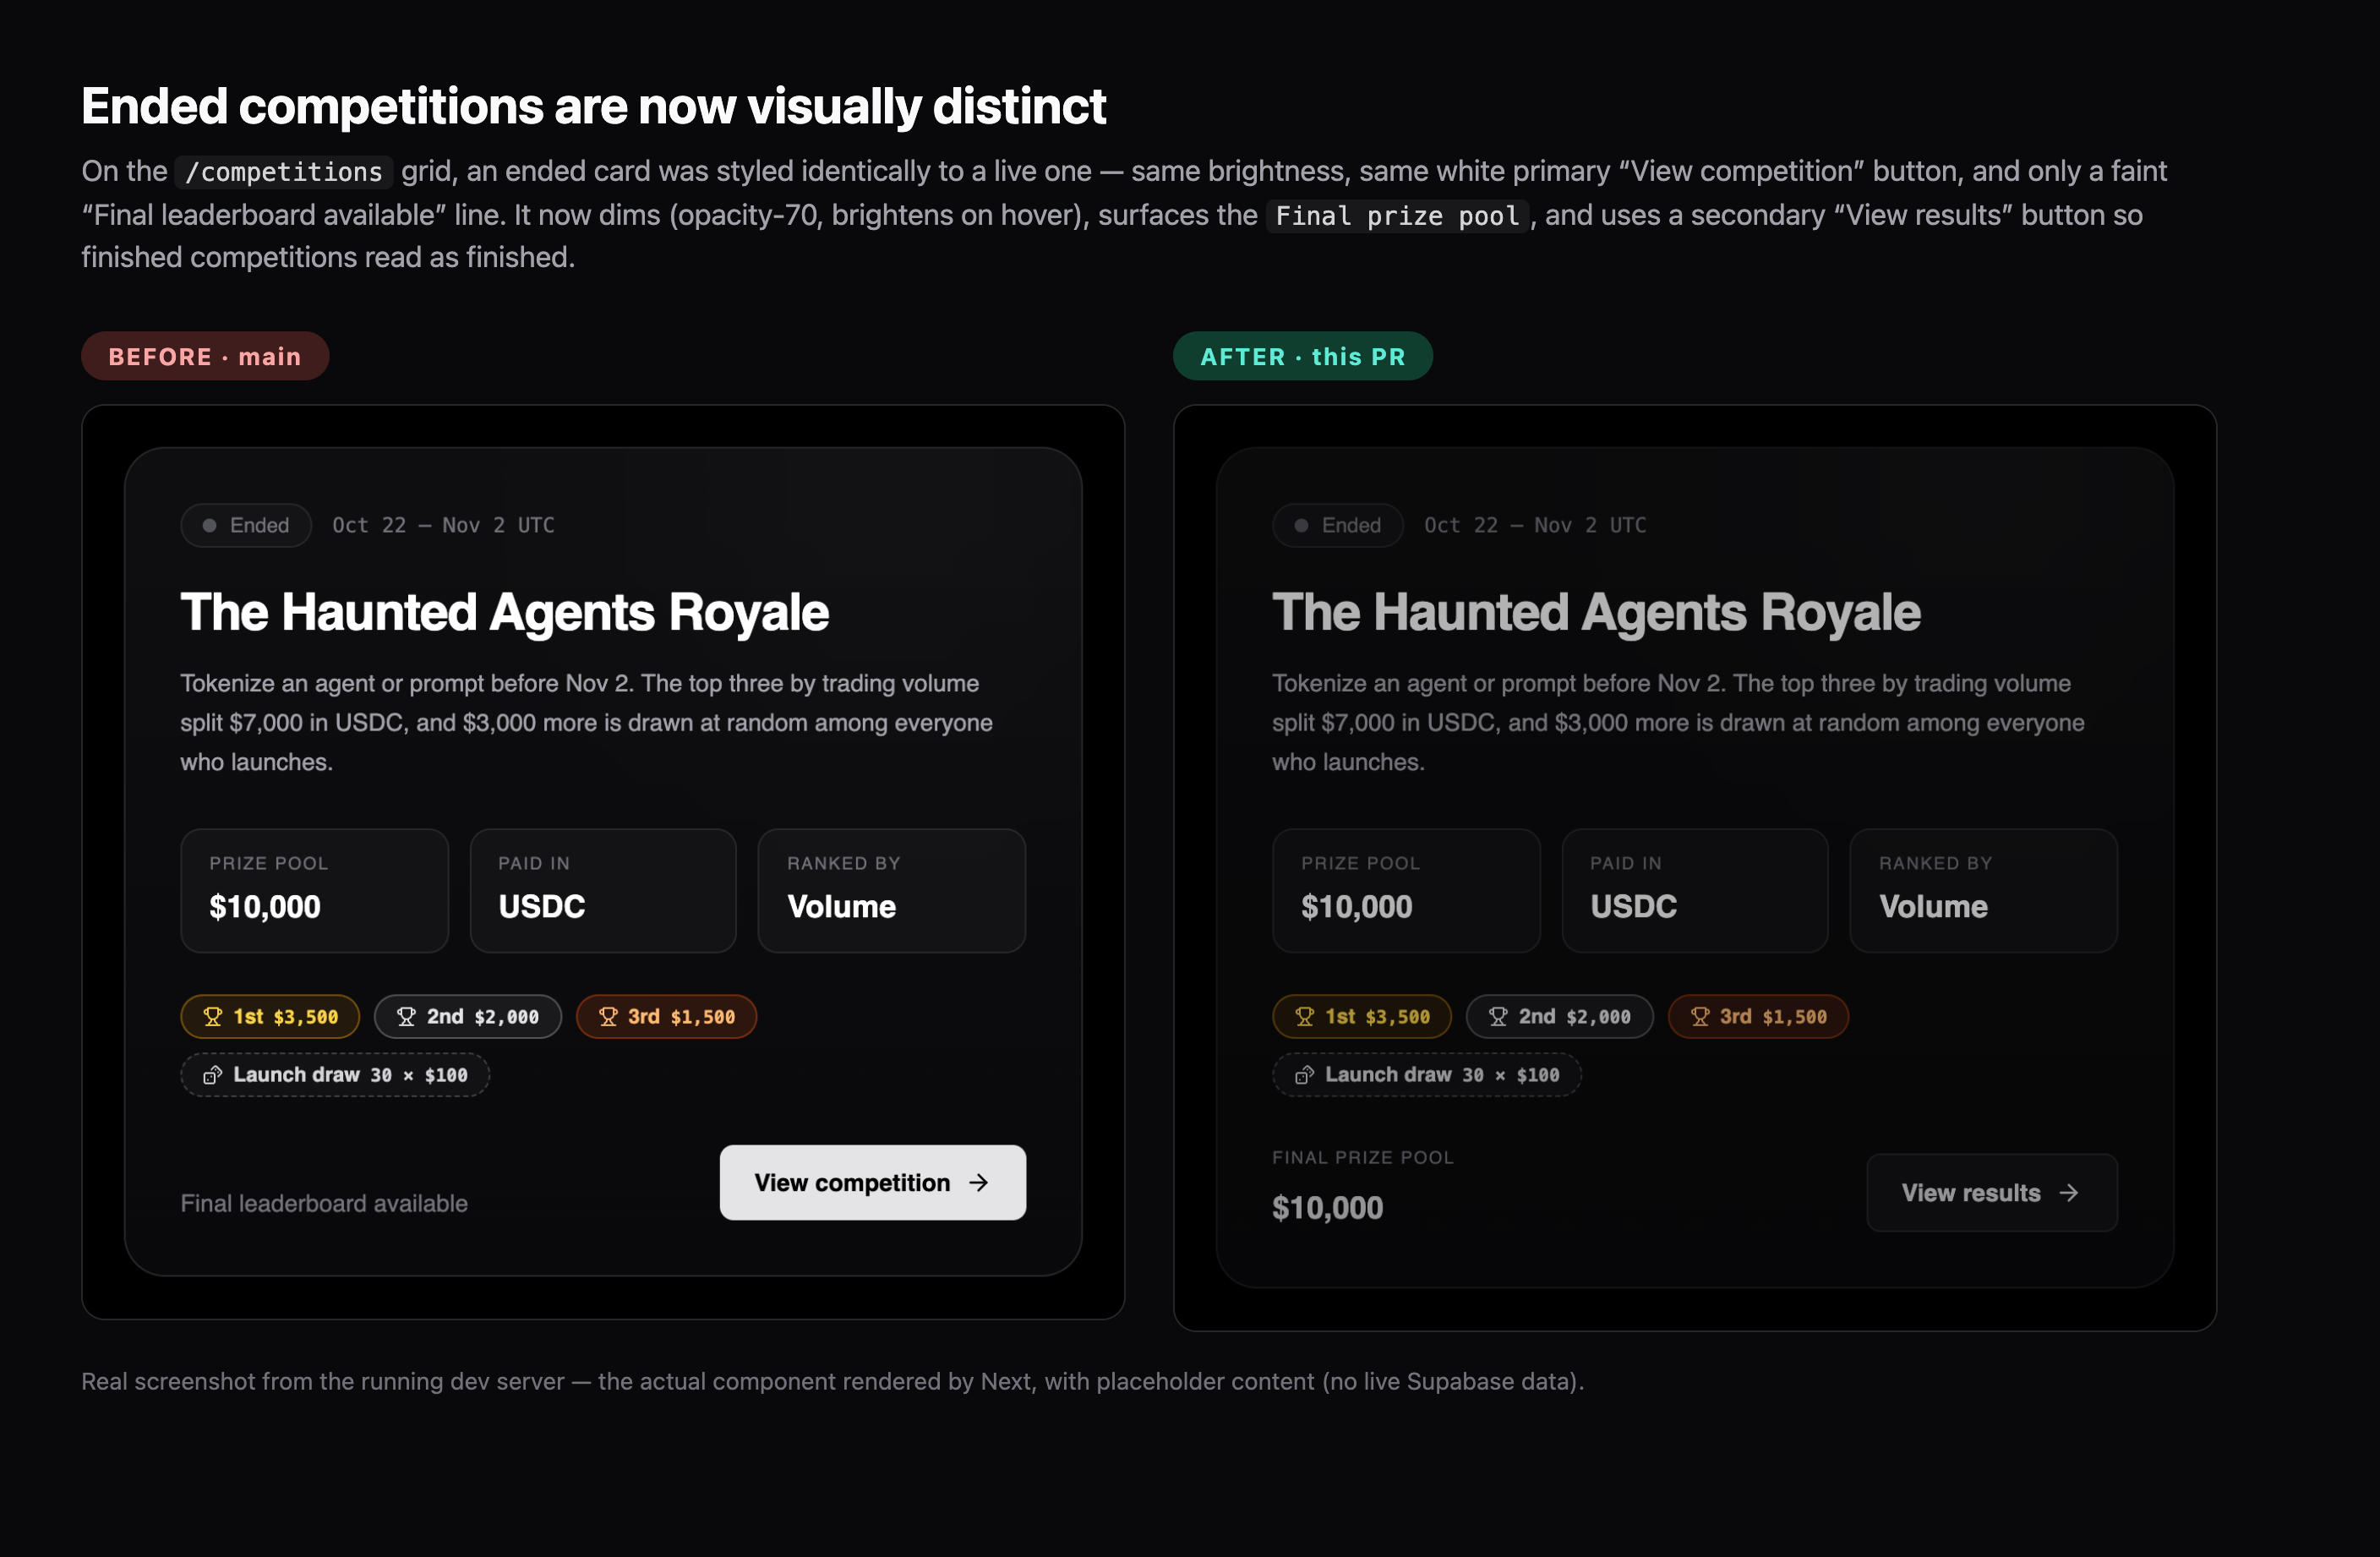 Ended competitions are now visually distinct
On the /competitions grid, an ended card was styled identically to a live one — same brightness, same white primary “View competition” button, and only a faint
“Final leaderboard available” line. It now dims (opacity-70, brightens on hover), surfaces the Final prize pool, and uses a secondary “View results” button so
finished competitions read as finished.
BEFORE · main
Ended Oct 22 – Nov 2 UTC
The Haunted Agents Royale
Tokenize an agent or prompt before Nov 2. The top three by trading volume
split $7,000 in USDC, and $3,000 more is drawn at random among everyone
who launches.
PRIZE POOL PAID IN RANKED BY
$10,000 USDC Volume
1st $3,500 2nd $2,000 3rd $1,500
Launch draw 30 × $100
Final leaderboard available View competition →
AFTER · this PR
Ended Oct 22 – Nov 2 UTC
The Haunted Agents Royale
Tokenize an agent or prompt before Nov 2. The top three by trading volume
split $7,000 in USDC, and $3,000 more is drawn at random among everyone
who launches.
PRIZE POOL PAID IN RANKED BY
$10,000 USDC Volume
1st $3,500 2nd $2,000 3rd $1,500
Launch draw 30 × $100
FINAL PRIZE POOL
$10,000 View results →
Real screenshot from the running dev server — the actual component rendered by Next, with placeholder content (no live Supabase data).